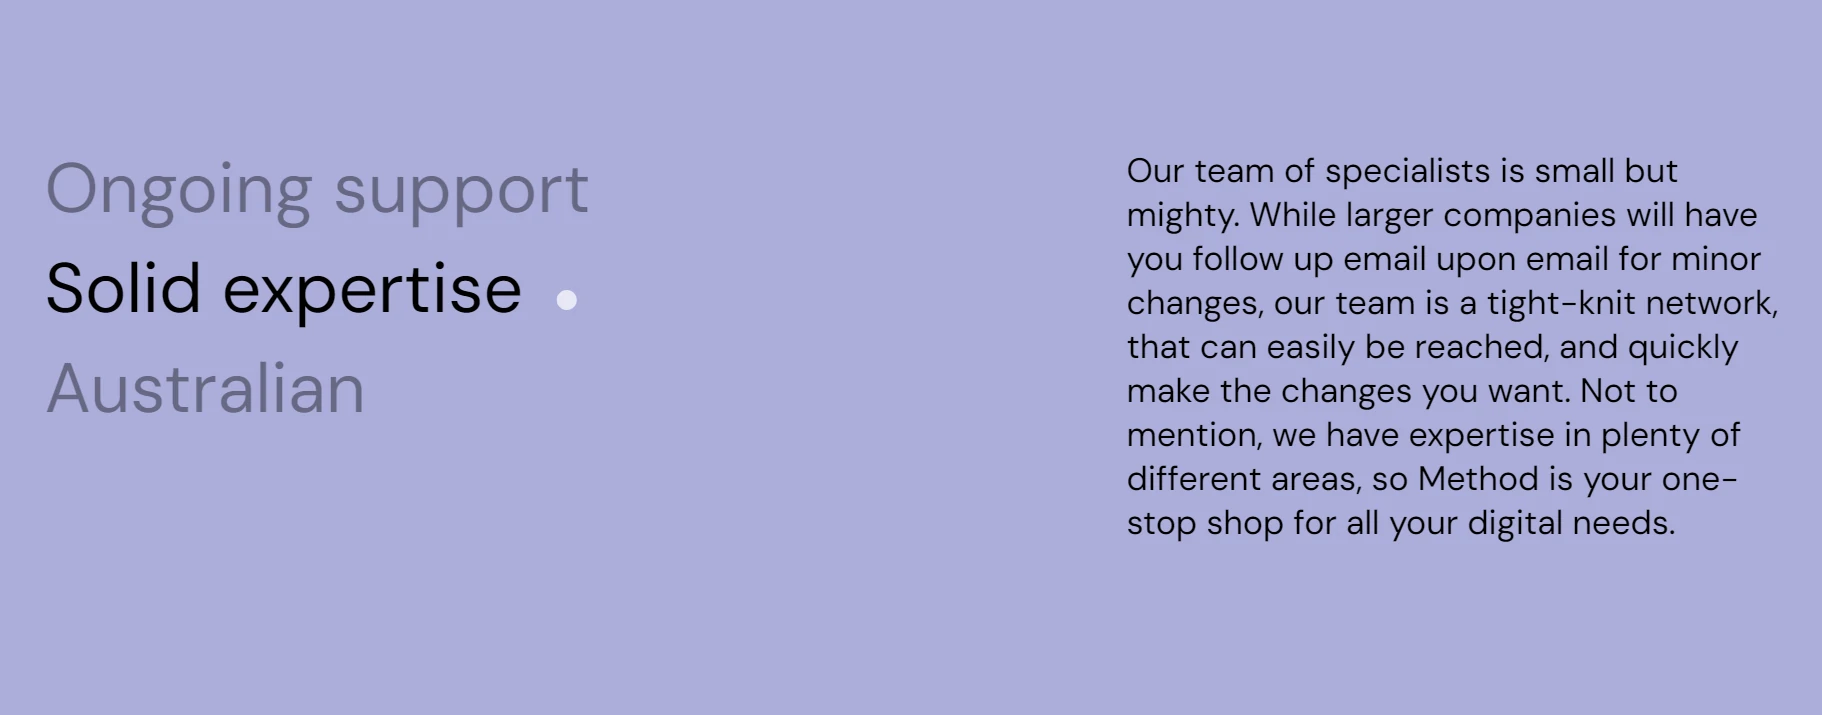 Ongoing support
Solid expertise
Australian
Our team of specialists is small but
mighty. While larger companies will have
you follow up email upon email for minor
changes, our team is a tight-knit network,
that can easily be reached, and quickly
make the changes you want. Not to
mention, we have expertise in plenty of
different areas, so Method is your one-
stop shop for all your digital needs.